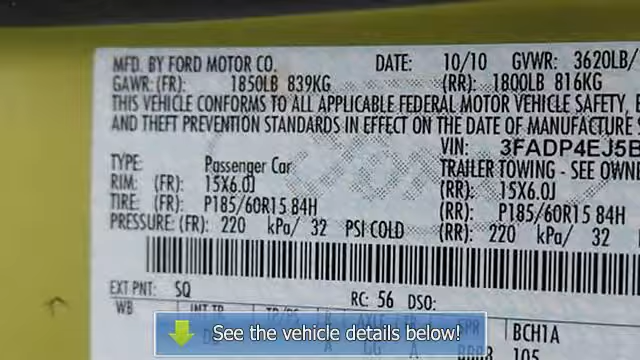 MFD. BY FORD MOTOR CO. DATE: 10/10 GVWR: 3620LB/
GAWR: (FR): 1850LB 839KG (RR): 1800LB 816KG
THIS VEHICLE CONFORMS TO ALL APPLICABLE FEDERAL MOTOR VEHICLE SAFETY,
AND THEFT PREVENTION STANDARDS IN EFFECT ON THE DATE OF MANUFACTURE
VIN: 3FADP4EJ5B
TYPE: Passenger Car TRAILER TOWING - SEE OWNE
RIM: (FR): 15X6.0J (RR): 15X6.0J
TIRE: (FR): P185/60R15 84H (RR): P185/60R15 84H
PRESSURE: (FR): 220 kPa/ 32 PSI COLD (RR): 220 kPa/ 32
EXT PNT: SQ RC: 56 DSO:
WB
BCH1A
105
See the vehicle details below!